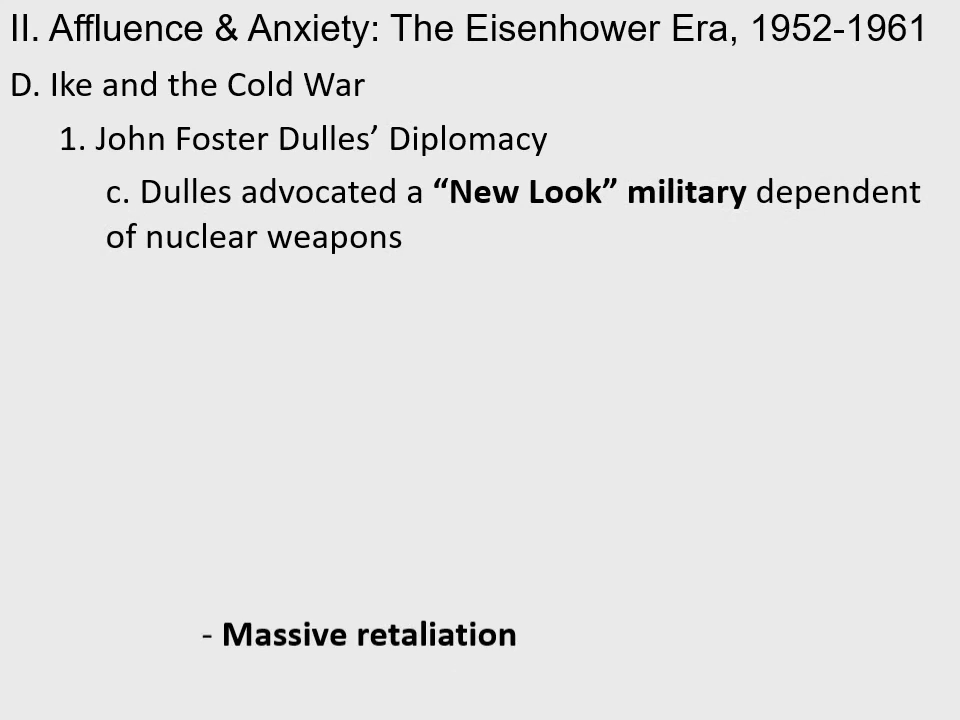 II. Affluence & Anxiety: The Eisenhower Era, 1952-1961
D. Ike and the Cold War
1. John Foster Dulles’ Diplomacy
c. Dulles advocated a “New Look” military dependent
of nuclear weapons
- Massive retaliation